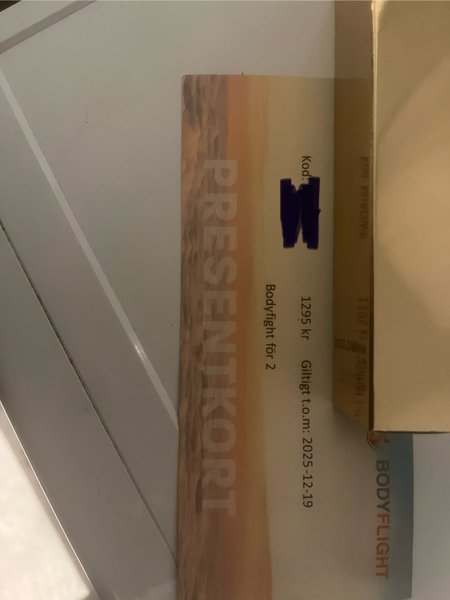 BODYFLIGHT
Kod:
1295 kr Giltigt t.o.m: 2025-12-19
Bodyfight för 2
PRESENTKORT